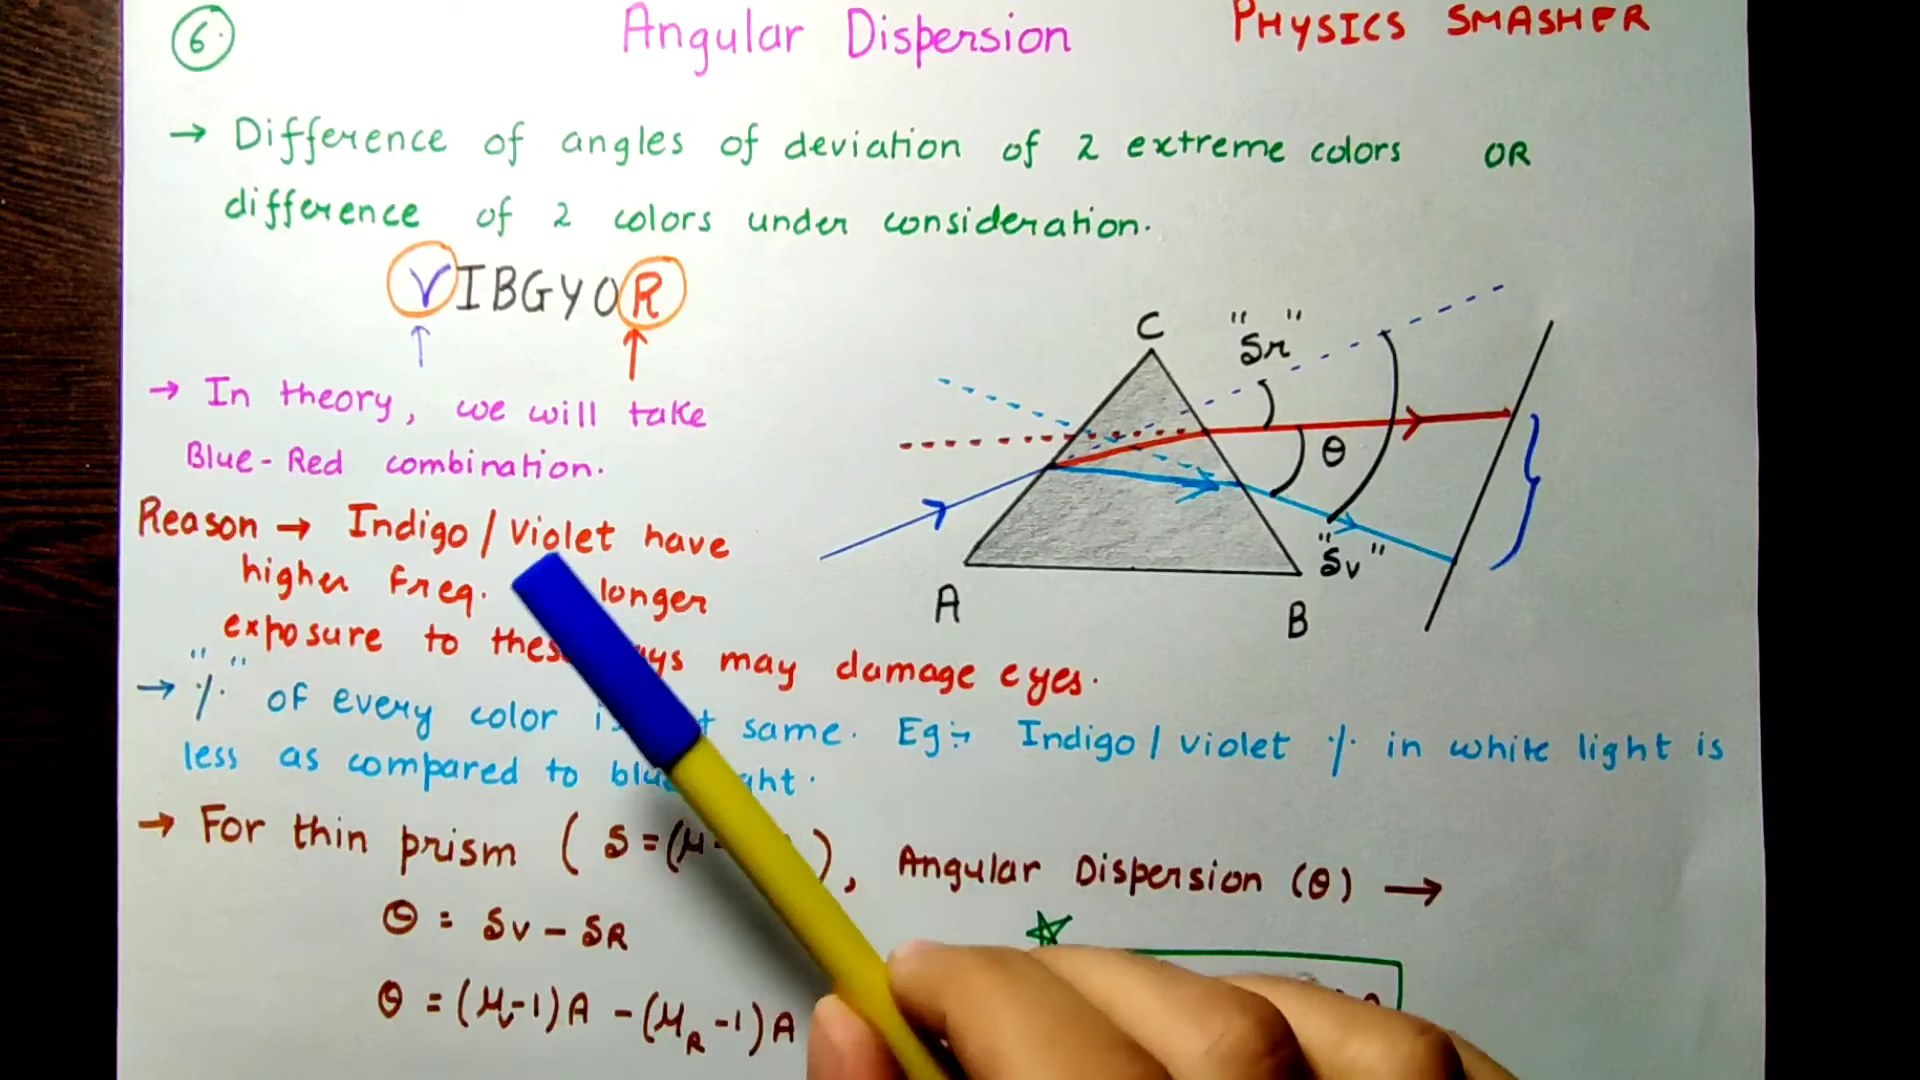 6.
Angular Dispersion
PHYSICS SMASHER
→ Difference of angles of deviation of 2 extreme colors OR
difference of 2 colors under consideration.
VIBGYOR
→ In theory, we will take
Blue-Red combination.
Reason → Indigo / Violet have
higher Freq. longer
exposure to may damage eyes.
→ "%" of every color same. Eg:- Indigo / violet % in white light is
less as compared to
→ For thin prism ( δ = (μ ), Angular Dispersion (θ) →
θ = δv - δR
θ = (μ-1)A - (μR-1)A
C
"δr"
θ
"δv"
A
B